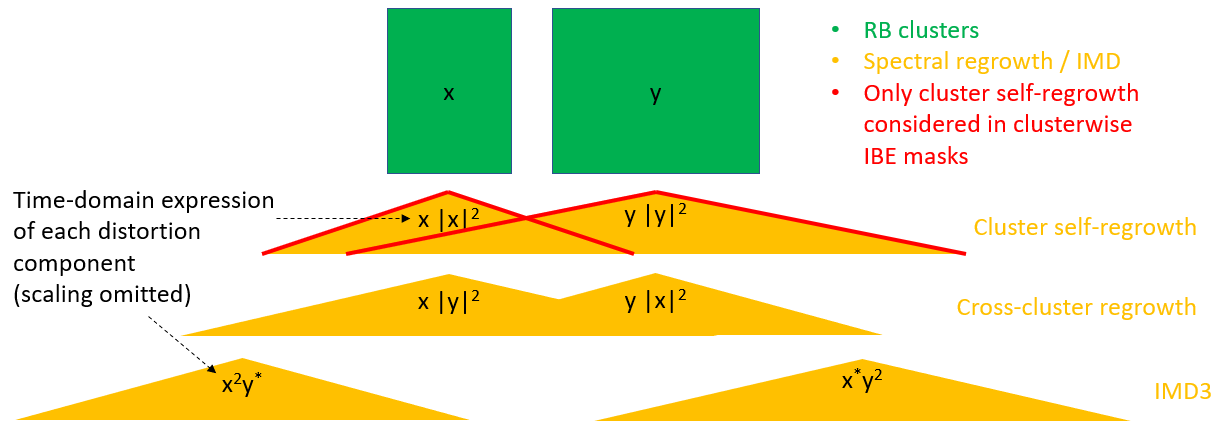 x
y
• RB clusters
• Spectral regrowth / IMD
• Only cluster self-regrowth
considered in clusterwise
IBE masks
Time-domain expression
of each distortion
component
(scaling omitted)
x |x|²
y |y|²
Cluster self-regrowth
x |y|²
y |x|²
Cross-cluster regrowth
x²y*
x*y²
IMD3